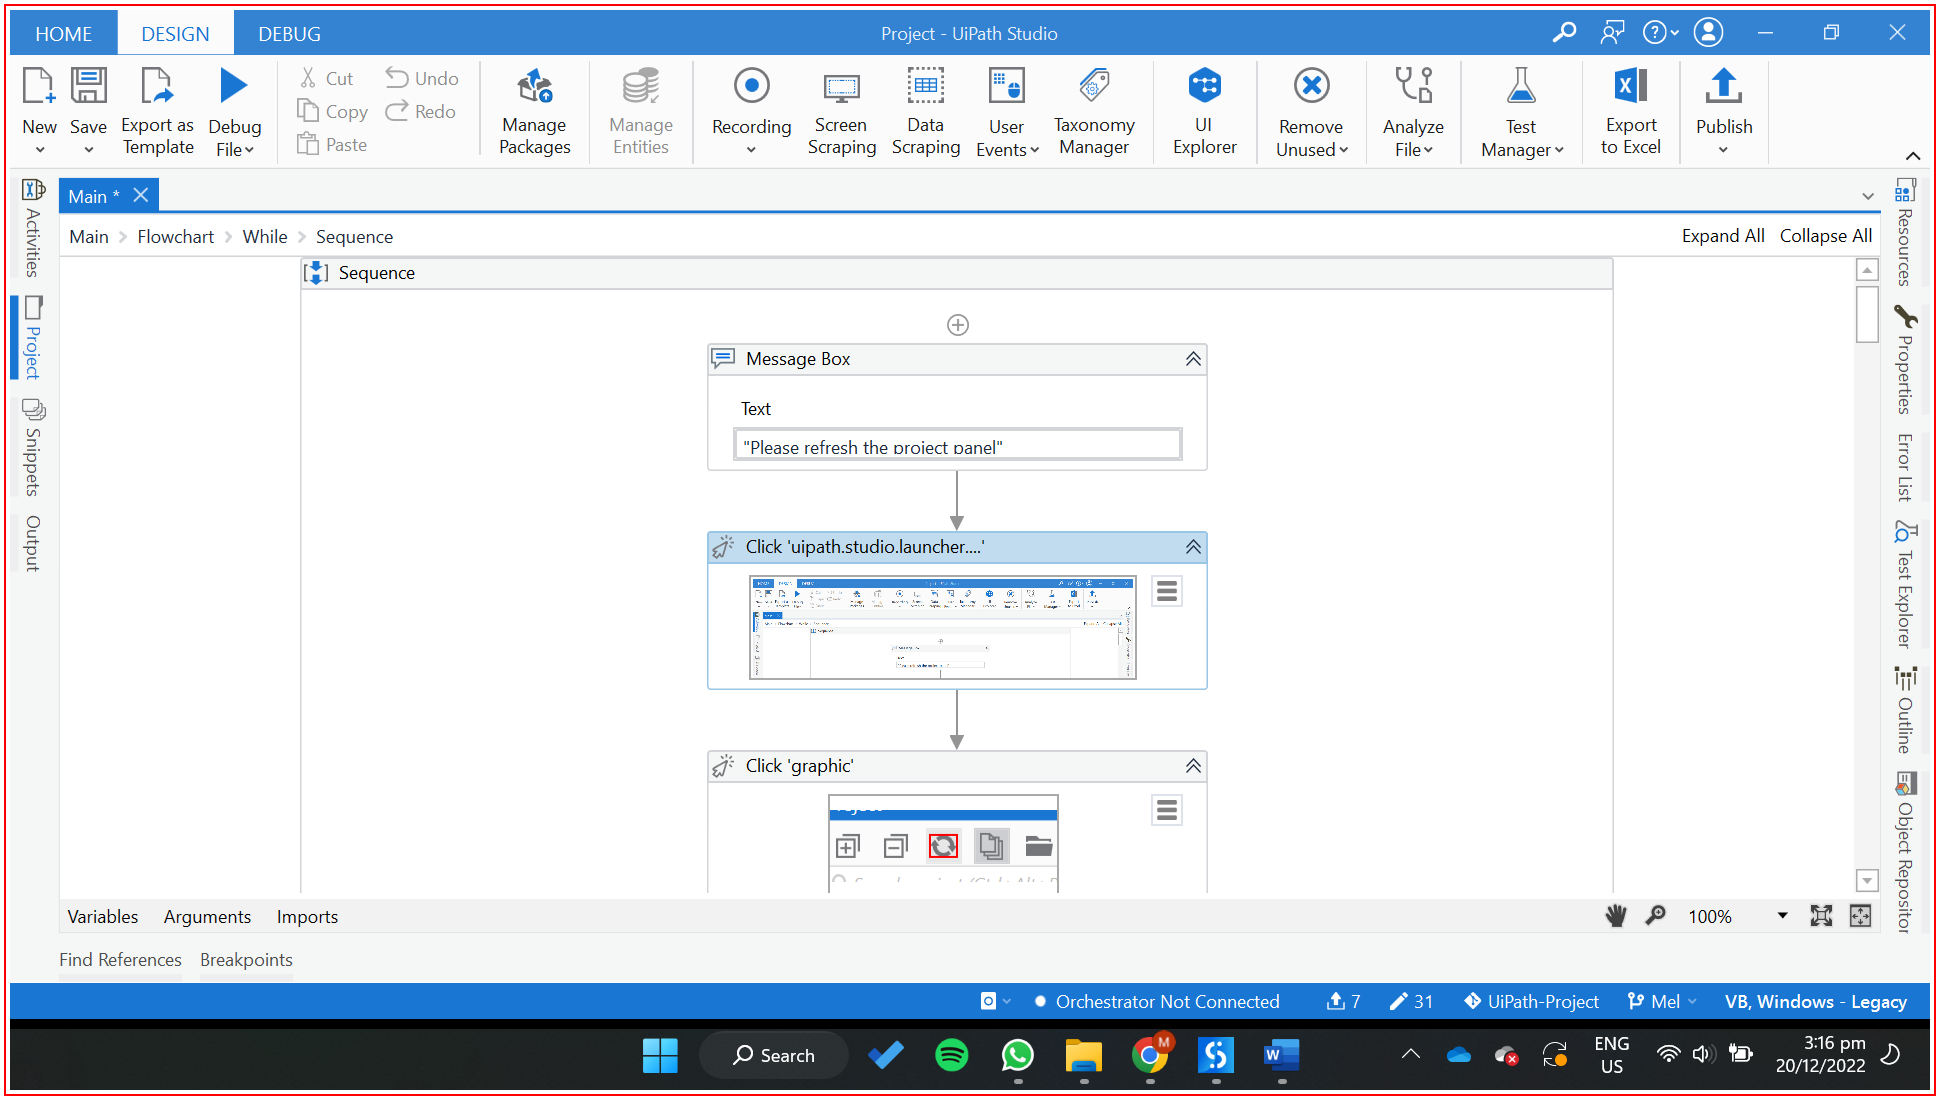 HOME DESIGN DEBUG Project - UiPath Studio
New Save Export as Template Debug File
Cut Undo
Copy Redo
Paste
Manage Packages
Manage Entities
Recording
Screen Scraping
Data Scraping
User Events
Taxonomy Manager
UI Explorer
Remove Unused
Analyze File
Test Manager
Export to Excel
Publish
Main *
Main Flowchart While Sequence Expand All Collapse All
Activities
Project
Snippets
Output
Sequence
Message Box
Text
"Please refresh the project panel"
Click 'uipath.studio.launcher....'
Click 'graphic'
Resources
Properties
Error List
Test Explorer
Outline
Object Repositor
Variables Arguments Imports 100%
Find References Breakpoints
Orchestrator Not Connected 7 31 UiPath-Project Mel VB, Windows - Legacy
Search M W ENG US 3:16 pm 20/12/2022